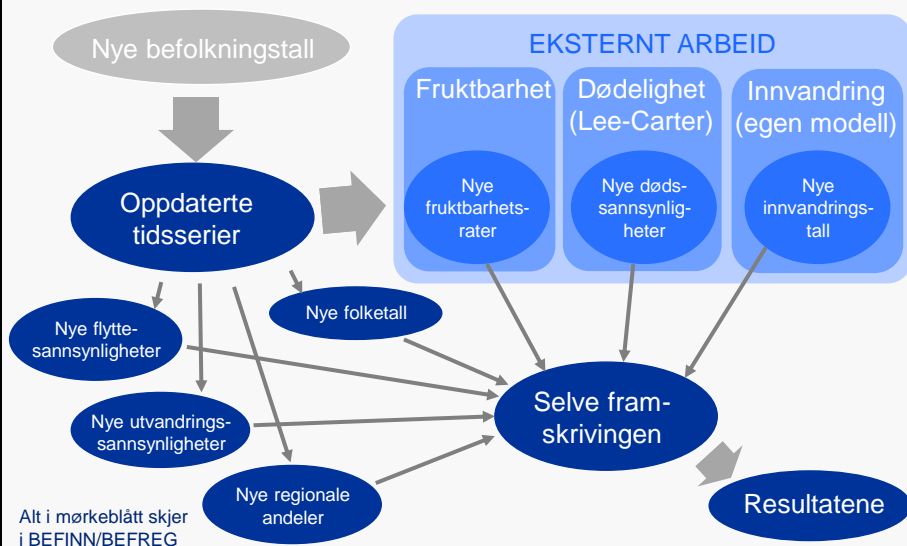 Nye befolkningstall
EKSTERNT ARBEID
Fruktbarhet
Dødelighet
(Lee-Carter)
Innvandring
(egen modell)
Nye
fruktbarhets-
rater
Nye døds-
sannsynlig-
heter
Nye
innvandrings-
tall
Oppdaterte
tidsserier
Nye flytte-
sannsynligheter
Nye folketall
Nye utvandrings-
sannsynligheter
Nye regionale
andeler
Selve fram-
skrivingen
Resultatene
Alt i mørkeblått skjer
i BEFINN/BEFREG